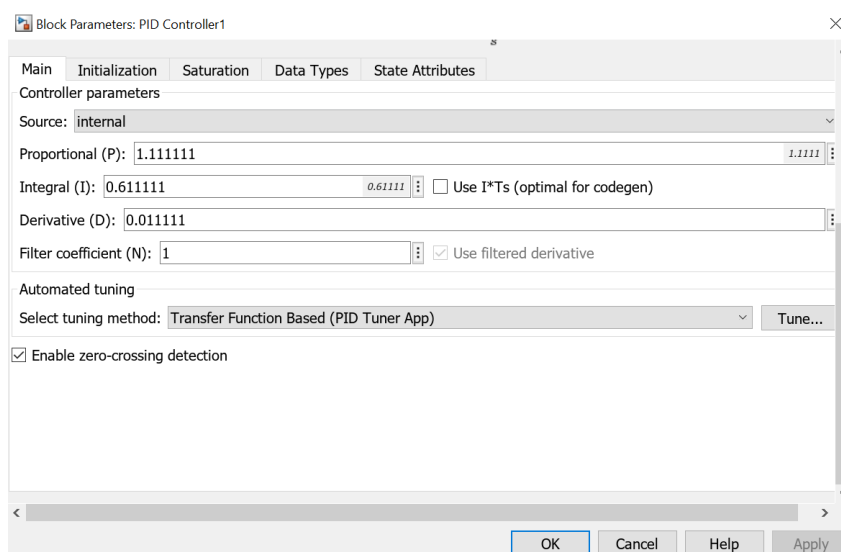 Block Parameters: PID Controller1
s
Main Initialization Saturation Data Types State Attributes
Controller parameters
Source: internal
Proportional (P): 1.111111 1.1111
Integral (I): 0.611111 0.61111 Use I*Ts (optimal for codegen)
Derivative (D): 0.011111
Filter coefficient (N): 1 Use filtered derivative
Automated tuning
Select tuning method: Transfer Function Based (PID Tuner App) Tune...
Enable zero-crossing detection
OK Cancel Help Apply